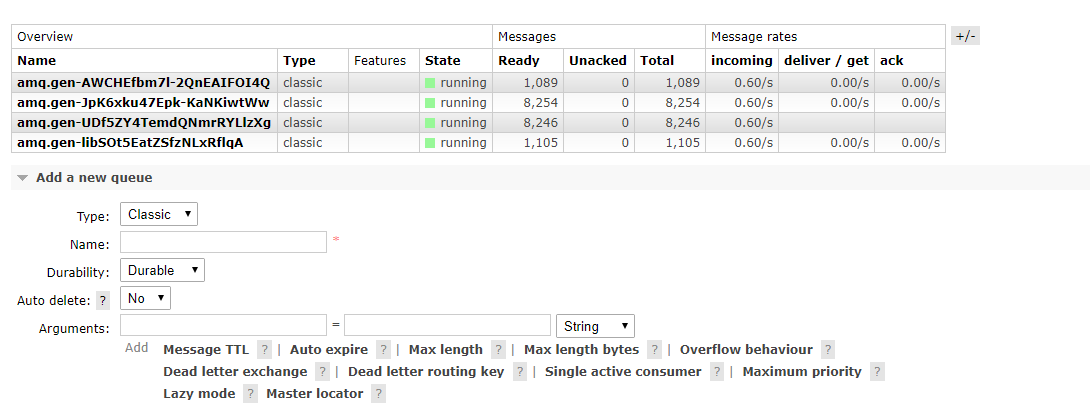 Overview Messages Message rates +/-
Name Type Features State Ready Unacked Total incoming deliver / get ack
amq.gen-AWCHEfbm7l-2QnEAIFOI4Q classic running 1,089 0 1,089 0.60/s 0.00/s 0.00/s
amq.gen-JpK6xku47Epk-KaNKiwtWw classic running 8,254 0 8,254 0.60/s 0.00/s 0.00/s
amq.gen-UDf5ZY4TemdQNmrRYLlzXg classic running 8,246 0 8,246 0.60/s
amq.gen-libSOt5EatZSfzNLxRflqA classic running 1,105 0 1,105 0.60/s 0.00/s 0.00/s
Add a new queue
Type: Classic
Name: *
Durability: Durable
Auto delete: ? No
Arguments: = String
Add Message TTL ? | Auto expire ? | Max length ? | Max length bytes ? | Overflow behaviour ?
Dead letter exchange ? | Dead letter routing key ? | Single active consumer ? | Maximum priority ?
Lazy mode ? Master locator ?